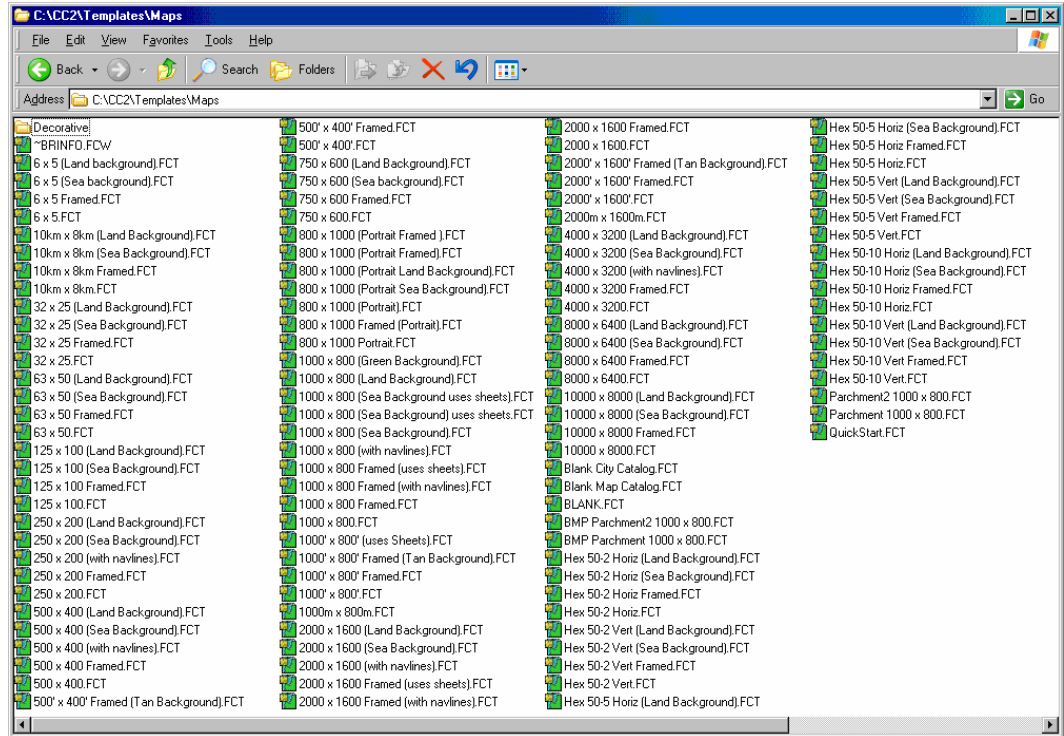 C:\CC2\Templates\Maps
File Edit View Favorites Tools Help
Back Search Folders
Address C:\CC2\Templates\Maps Go
Decorative
~BRINFO.FCW
6 x 5 (Land background).FCT
6 x 5 (Sea background).FCT
6 x 5 Framed.FCT
6 x 5.FCT
10km x 8km (Land Background).FCT
10km x 8km (Sea Background).FCT
10km x 8km Framed.FCT
10km x 8km.FCT
32 x 25 (Land Background).FCT
32 x 25 (Sea Background).FCT
32 x 25 Framed.FCT
32 x 25.FCT
63 x 50 (Land Background).FCT
63 x 50 (Sea Background).FCT
63 x 50 Framed.FCT
63 x 50.FCT
125 x 100 (Land Background).FCT
125 x 100 (Sea Background).FCT
125 x 100 Framed.FCT
125 x 100.FCT
250 x 200 (Land Background).FCT
250 x 200 (Sea Background).FCT
250 x 200 (with navlines).FCT
250 x 200 Framed.FCT
250 x 200.FCT
500 x 400 (Land Background).FCT
500 x 400 (Sea Background).FCT
500 x 400 (with navlines).FCT
500 x 400 Framed.FCT
500 x 400.FCT
500' x 400' Framed (Tan Background).FCT
500' x 400' Framed.FCT
500' x 400'.FCT
750 x 600 (Land Background).FCT
750 x 600 (Sea background).FCT
750 x 600 Framed.FCT
750 x 600.FCT
800 x 1000 (Portrait Framed ).FCT
800 x 1000 (Portrait Framed).FCT
800 x 1000 (Portrait Land Background).FCT
800 x 1000 (Portrait Sea Background).FCT
800 x 1000 (Portrait).FCT
800 x 1000 Framed (Portrait).FCT
800 x 1000 Portrait.FCT
1000 x 800 (Green Background).FCT
1000 x 800 (Land Background).FCT
1000 x 800 (Sea Background uses sheets).FCT
1000 x 800 (Sea Background) uses sheets.FCT
1000 x 800 (Sea Background).FCT
1000 x 800 (with navlines).FCT
1000 x 800 Framed (uses sheets).FCT
1000 x 800 Framed (with navlines).FCT
1000 x 800 Framed.FCT
1000 x 800.FCT
1000' x 800' (uses Sheets).FCT
1000' x 800' Framed (Tan Background).FCT
1000' x 800' Framed.FCT
1000' x 800'.FCT
1000m x 800m.FCT
2000 x 1600 (Land Background).FCT
2000 x 1600 (Sea Background).FCT
2000 x 1600 (with navlines).FCT
2000 x 1600 Framed (uses sheets).FCT
2000 x 1600 Framed (with navlines).FCT
2000 x 1600 Framed.FCT
2000 x 1600.FCT
2000' x 1600' Framed (Tan Background).FCT
2000' x 1600' Framed.FCT
2000' x 1600'.FCT
2000m x 1600m.FCT
4000 x 3200 (Land Background).FCT
4000 x 3200 (Sea Background).FCT
4000 x 3200 (with navlines).FCT
4000 x 3200 Framed.FCT
4000 x 3200.FCT
8000 x 6400 (Land Background).FCT
8000 x 6400 (Sea Background).FCT
8000 x 6400 Framed.FCT
8000 x 6400.FCT
10000 x 8000 (Land Background).FCT
10000 x 8000 (Sea Background).FCT
10000 x 8000 Framed.FCT
10000 x 8000.FCT
Blank City Catalog.FCT
Blank Map Catalog.FCT
BLANK.FCT
BMP Parchment2 1000 x 800.FCT
BMP Parchment 1000 x 800.FCT
Hex 50-2 Horiz (Land Background).FCT
Hex 50-2 Horiz (Sea Background).FCT
Hex 50-2 Horiz Framed.FCT
Hex 50-2 Horiz.FCT
Hex 50-2 Vert (Land Background).FCT
Hex 50-2 Vert (Sea Background).FCT
Hex 50-2 Vert Framed.FCT
Hex 50-2 Vert.FCT
Hex 50-5 Horiz (Land Background).FCT
Hex 50-5 Horiz (Sea Background).FCT
Hex 50-5 Horiz Framed.FCT
Hex 50-5 Horiz.FCT
Hex 50-5 Vert (Land Background).FCT
Hex 50-5 Vert (Sea Background).FCT
Hex 50-5 Vert Framed.FCT
Hex 50-5 Vert.FCT
Hex 50-10 Horiz (Land Background).FCT
Hex 50-10 Horiz (Sea Background).FCT
Hex 50-10 Horiz Framed.FCT
Hex 50-10 Horiz.FCT
Hex 50-10 Vert (Land Background).FCT
Hex 50-10 Vert (Sea Background).FCT
Hex 50-10 Vert Framed.FCT
Hex 50-10 Vert.FCT
Parchment2 1000 x 800.FCT
Parchment 1000 x 800.FCT
QuickStart.FCT